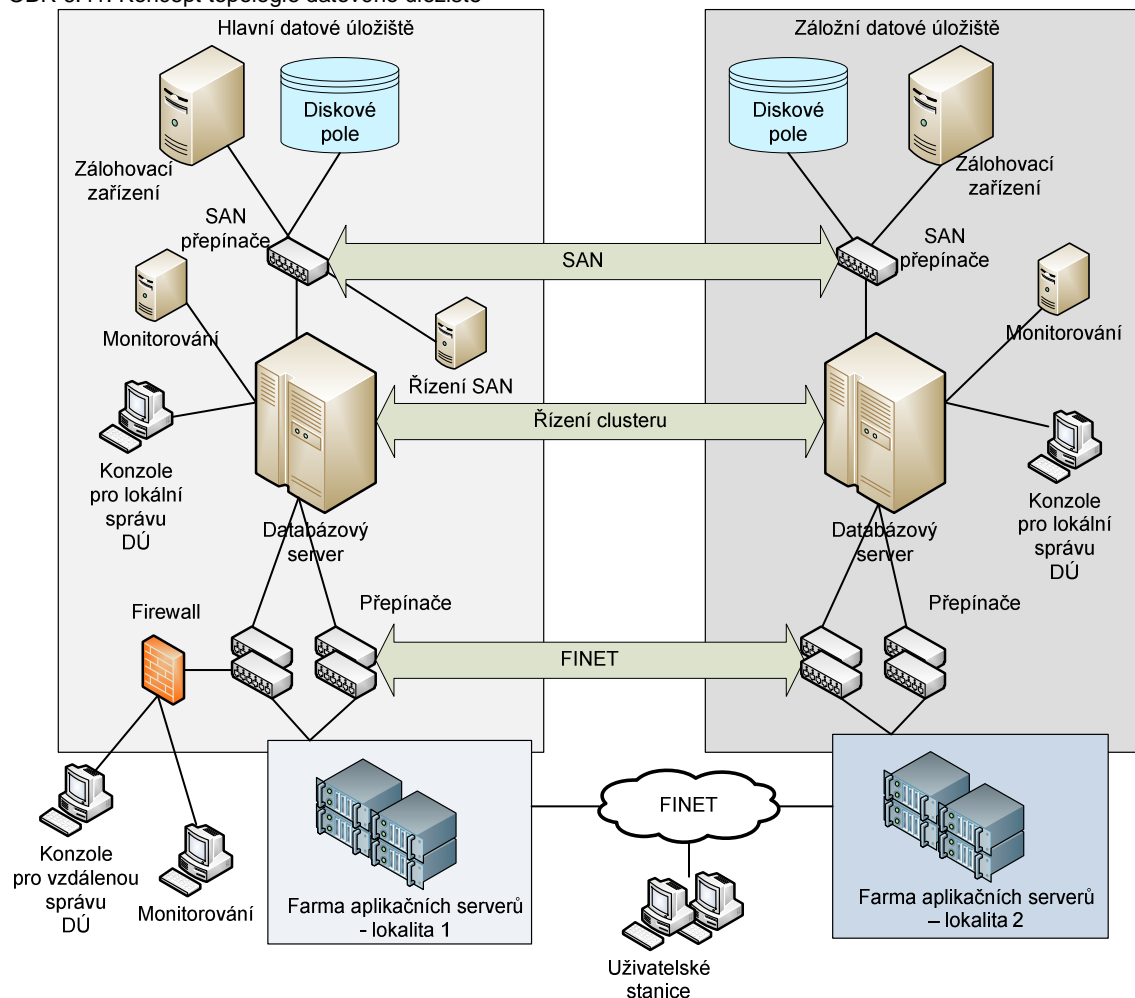 Hlavní datové úložiště
Záložní datové úložiště
Diskové
pole
Diskové
pole
Zálohovací
zařízení
Zálohovací
zařízení
SAN
přepínače
SAN
přepínače
SAN
Monitorování
Monitorování
Řízení SAN
Řízení clusteru
Konzole
pro lokální
správu
DÚ
Konzole
pro lokální
správu
DÚ
Databázový
server
Databázový
server
Firewall
Přepínače
Přepínače
FINET
FINET
Konzole
pro vzdálenou
správu
DÚ
Monitorování
Farma aplikačních serverů
- lokalita 1
Farma aplikačních serverů
– lokalita 2
Uživatelské
stanice